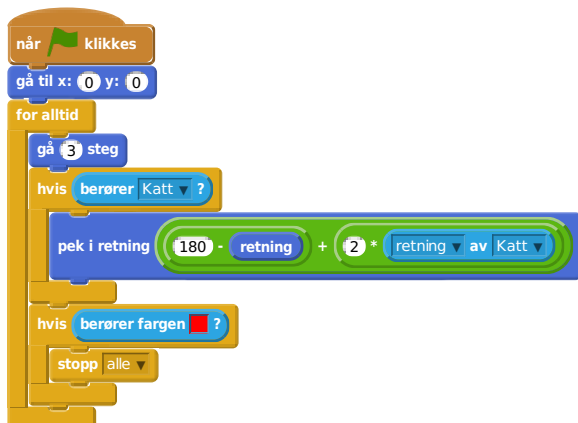 når klikkes
gå til x: 0 y: 0
for alltid
gå 3 steg
hvis berører Katt ?
pek i retning 180 - retning + 2 * retning av Katt
hvis berører fargen ?
stopp alle